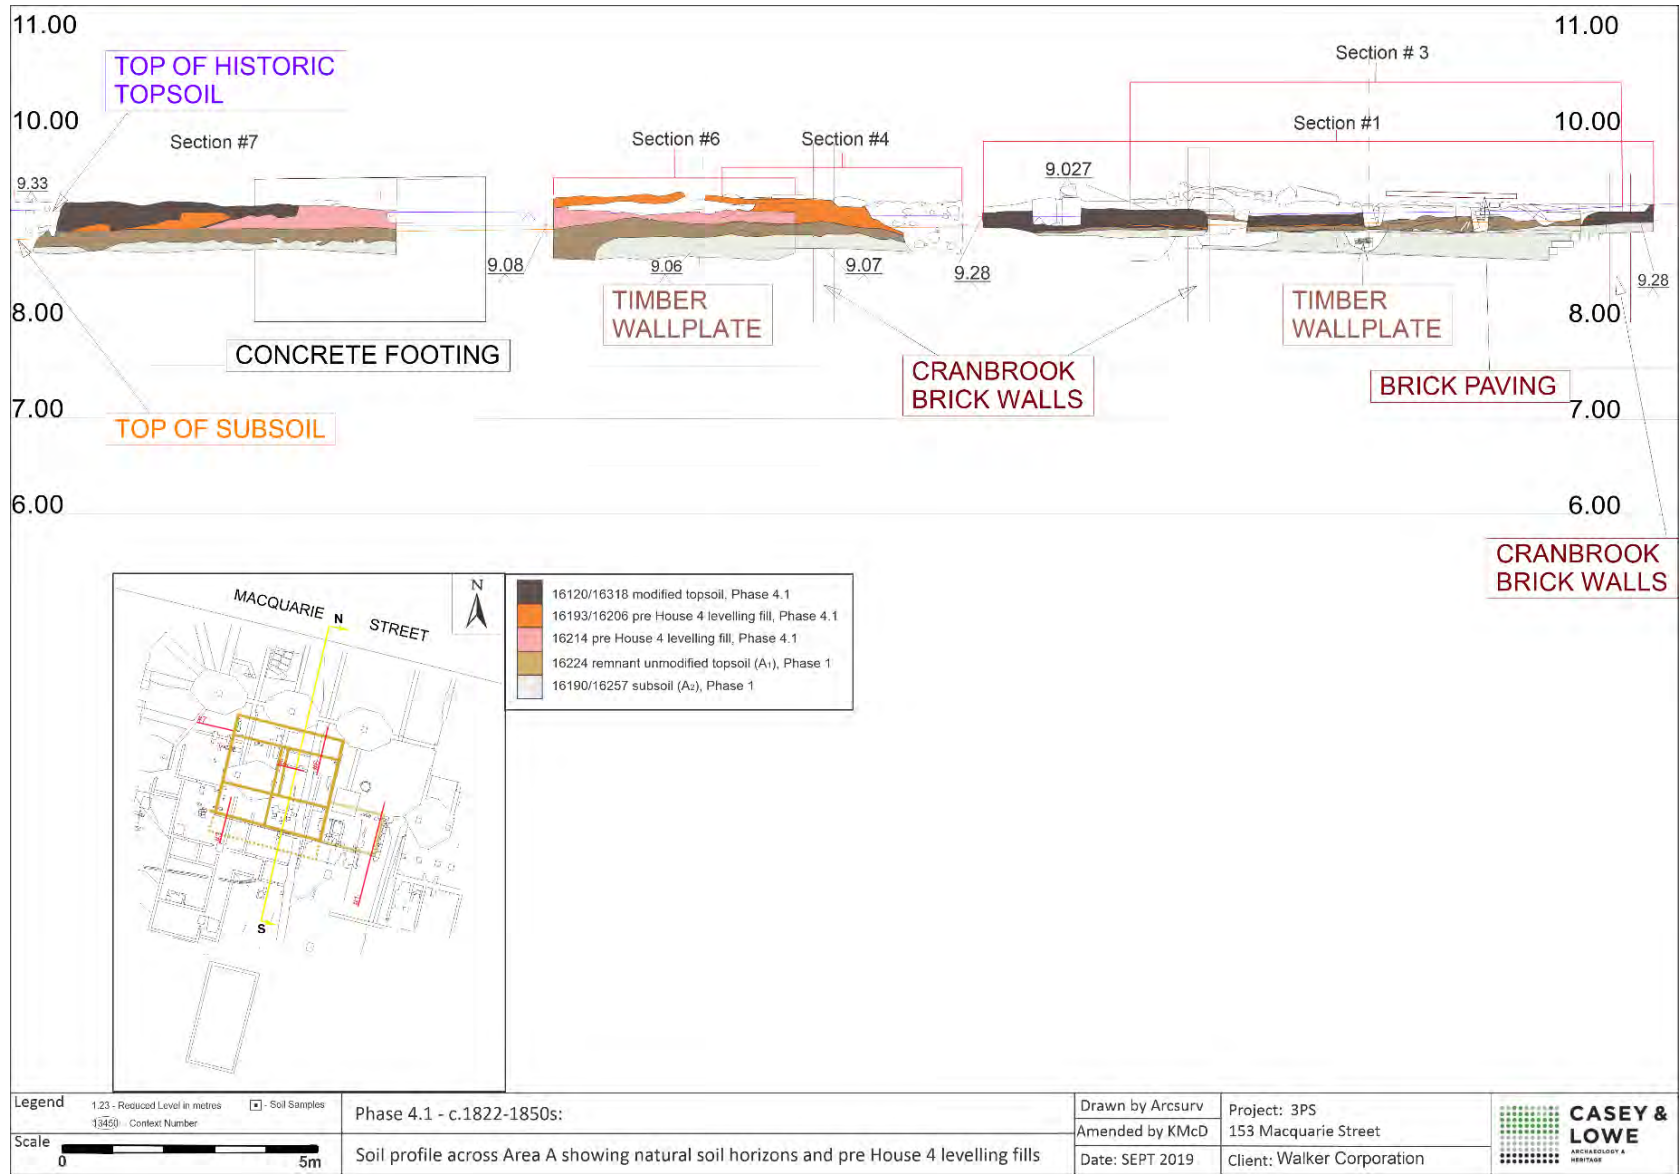 11.00
11.00
Section # 3
TOP OF HISTORIC
TOPSOIL
10.00
10.00
Section #7
Section #6
Section #4
Section #1
9.33
9.027
9.08
9.06
9.07
9.28
9.28
TIMBER
WALLPLATE
TIMBER
WALLPLATE
8.00
8.00
CONCRETE FOOTING
CRANBROOK
BRICK WALLS
BRICK PAVING
7.00
7.00
TOP OF SUBSOIL
6.00
6.00
CRANBROOK
BRICK WALLS
MACQUARIE STREET
N
N
S
16120/16318 modified topsoil, Phase 4.1
16193/16206 pre House 4 levelling fill, Phase 4.1
16214 pre House 4 levelling fill, Phase 4.1
16224 remnant unmodified topsoil (A1), Phase 1
16190/16257 subsoil (A2), Phase 1
Legend
1.23 - Reduced Level in metres
- Soil Samples
13450 - Context Number
Scale
0
5m
Phase 4.1 - c.1822-1850s:
Soil profile across Area A showing natural soil horizons and pre House 4 levelling fills
Drawn by Arcsurv
Amended by KMcD
Date: SEPT 2019
Project: 3PS
153 Macquarie Street
Client: Walker Corporation
CASEY &
LOWE
ARCHAEOLOGY &
HERITAGE